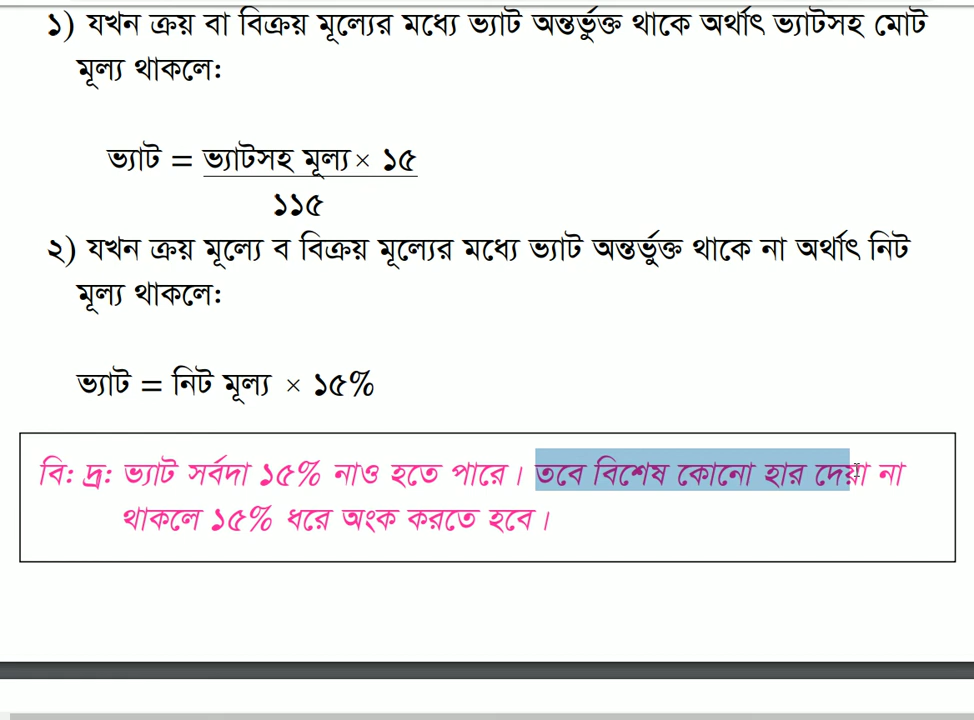 ১) যখন ক্রয় বা বিক্রয় মূল্যের মধ্যে ভ্যাট অন্তর্ভুক্ত থাকে অর্থাৎ ভ্যাটসহ মোট
মূল্য থাকলে:
ভ্যাট = ভ্যাটসহ মূল্য× ১৫
১১৫
২) যখন ক্রয় মূল্যে ব বিক্রয় মূল্যের মধ্যে ভ্যাট অন্তর্ভুক্ত থাকে না অর্থাৎ নিট
মূল্য থাকলে:
ভ্যাট = নিট মূল্য × ১৫%
বি: দ্র: ভ্যাট সর্বদা ১৫% নাও হতে পারে। তবে বিশেষ কোনো হার দেয়া না
থাকলে ১৫% ধরে অংক করতে হবে।